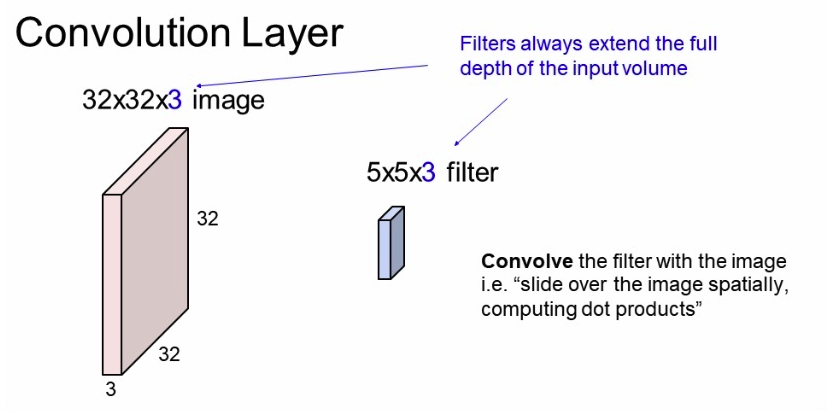 Convolution Layer
Filters always extend the full
depth of the input volume
32x32x3 image
5x5x3 filter
32
Convolve the filter with the image
i.e. “slide over the image spatially,
computing dot products”
32
3